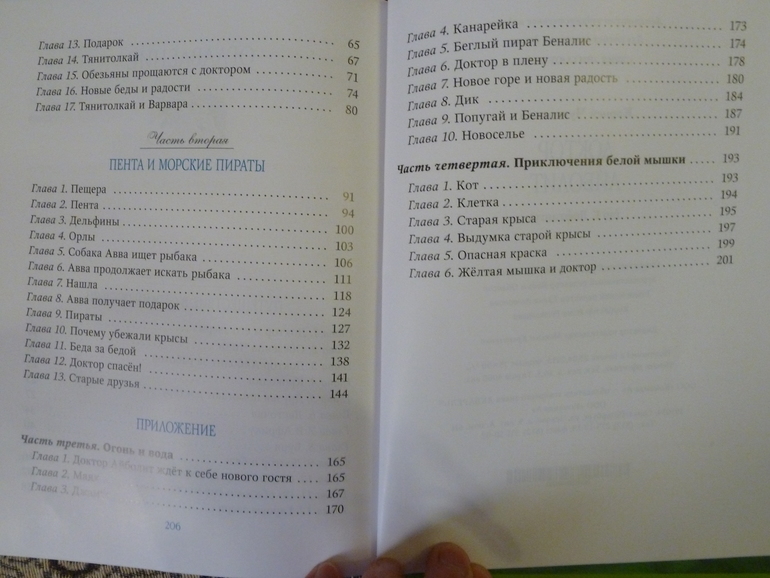 Глава 13. Подарок 65
Глава 14. Тянитолкай 67
Глава 15. Обезьяны прощаются с доктором 71
Глава 16. Новые беды и радости 74
Глава 17. Тянитолкай и Варвара 80
Часть вторая
ПЕНТА И МОРСКИЕ ПИРАТЫ
Глава 1. Пещера 91
Глава 2. Пента 94
Глава 3. Дельфины 100
Глава 4. Орлы 103
Глава 5. Собака Авва ищет рыбака 106
Глава 6. Авва продолжает искать рыбака 111
Глава 7. Нашла 118
Глава 8. Авва получает подарок 124
Глава 9. Пираты 127
Глава 10. Почему убежали крысы 132
Глава 11. Беда за бедой 138
Глава 12. Доктор спасён! 141
Глава 13. Старые друзья 144
ПРИЛОЖЕНИЕ
Часть третья. Огонь и вода 165
Глава 1. Доктор Айболит ждёт к себе нового гостя 165
Глава 2. 167
Глава 3. 170
206
Глава 4. Канарейка 173
Глава 5. Беглый пират Беналис 174
Глава 6. Доктор в плену 178
Глава 7. Новое горе и новая радость 180
Глава 8. Дик 184
Глава 9. Попугай и Беналис 187
Глава 10. Новоселье 191
Часть четвертая. Приключения белой мышки 193
Глава 1. Кот 193
Глава 2. Клетка 194
Глава 3. Старая крыса 195
Глава 4. Выдумка старой крысы 197
Глава 5. Опасная краска 199
Глава 6. Жёлтая мышка и доктор 201